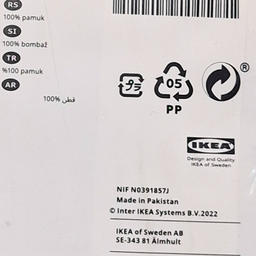 RS
100% pamuk
SI
100% bombaž
TR
%100 pamuk
AR
100% قطن
05
PP
®
IKEA
Design and Quality
IKEA of Sweden
NIF N0391857J
Made in Pakistan
© Inter IKEA Systems B.V. 2022
IKEA of Sweden AB
SE-343 81 Älmhult